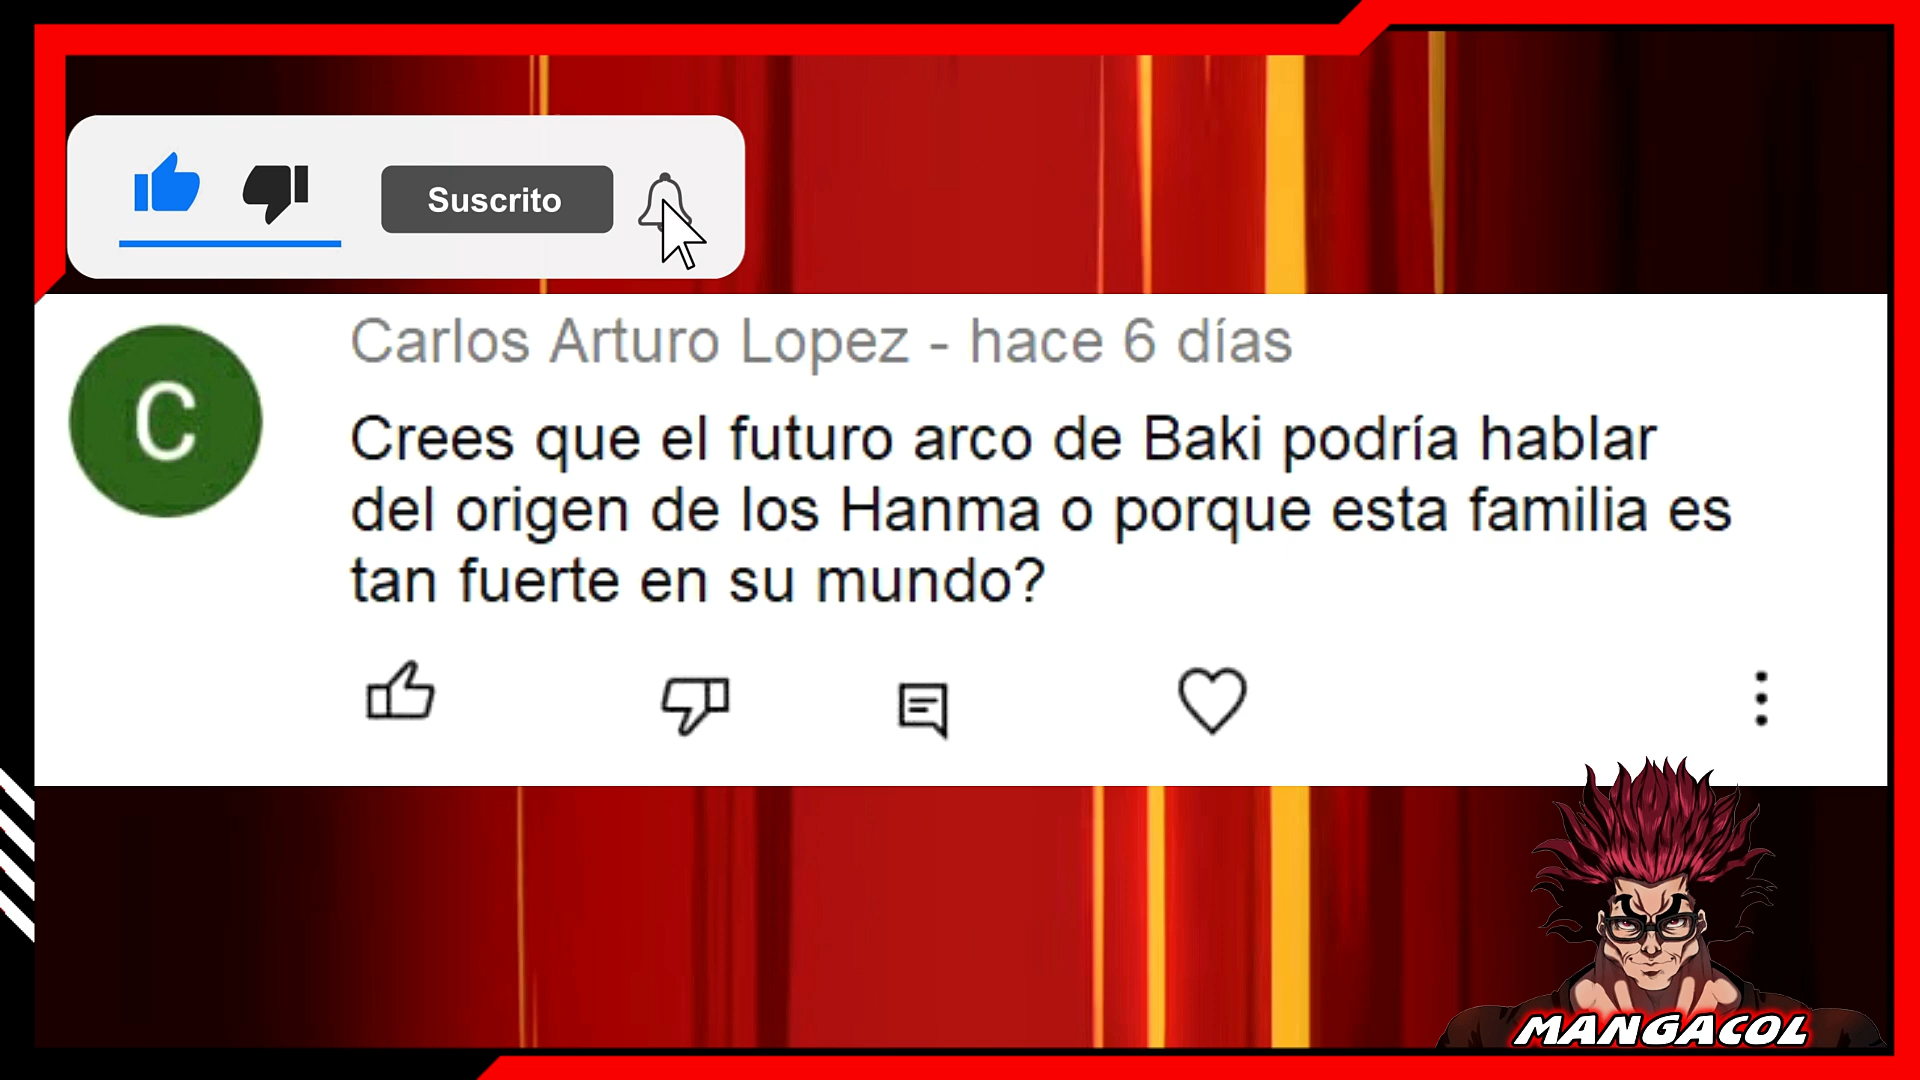 Suscrito
C
Carlos Arturo Lopez - hace 6 días
Crees que el futuro arco de Baki podría hablar
del origen de los Hanma o porque esta familia es
tan fuerte en su mundo?
MANGACOL